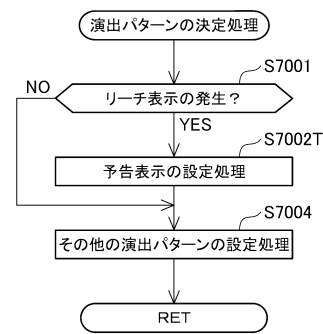 演出パターンの決定処理
S7001
NO
リーチ表示の発生？
YES
S7002T
予告表示の設定処理
S7004
その他の演出パターンの設定処理
RET